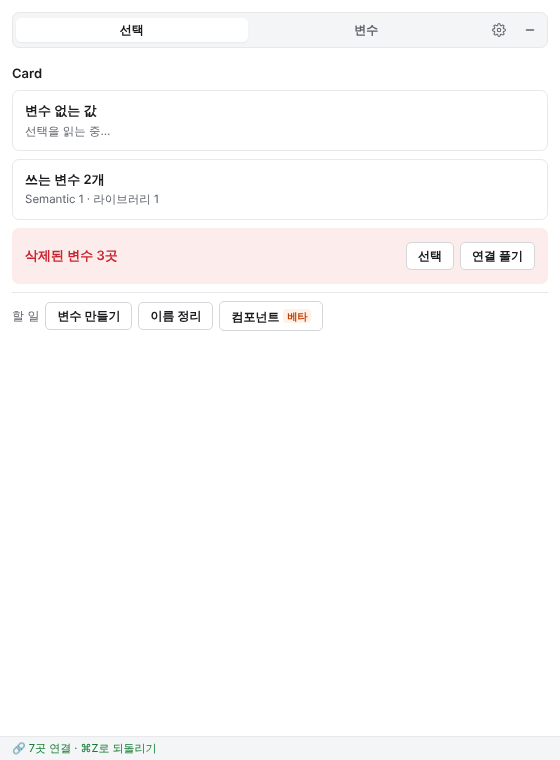 선택
변수
Card
변수 없는 값
선택을 읽는 중...
쓰는 변수 2개
Semantic 1 · 라이브러리 1
삭제된 변수 3곳
선택
연결 풀기
할 일
변수 만들기
이름 정리
컴포넌트 베타
🔗 7곳 연결 · ⌘Z로 되돌리기